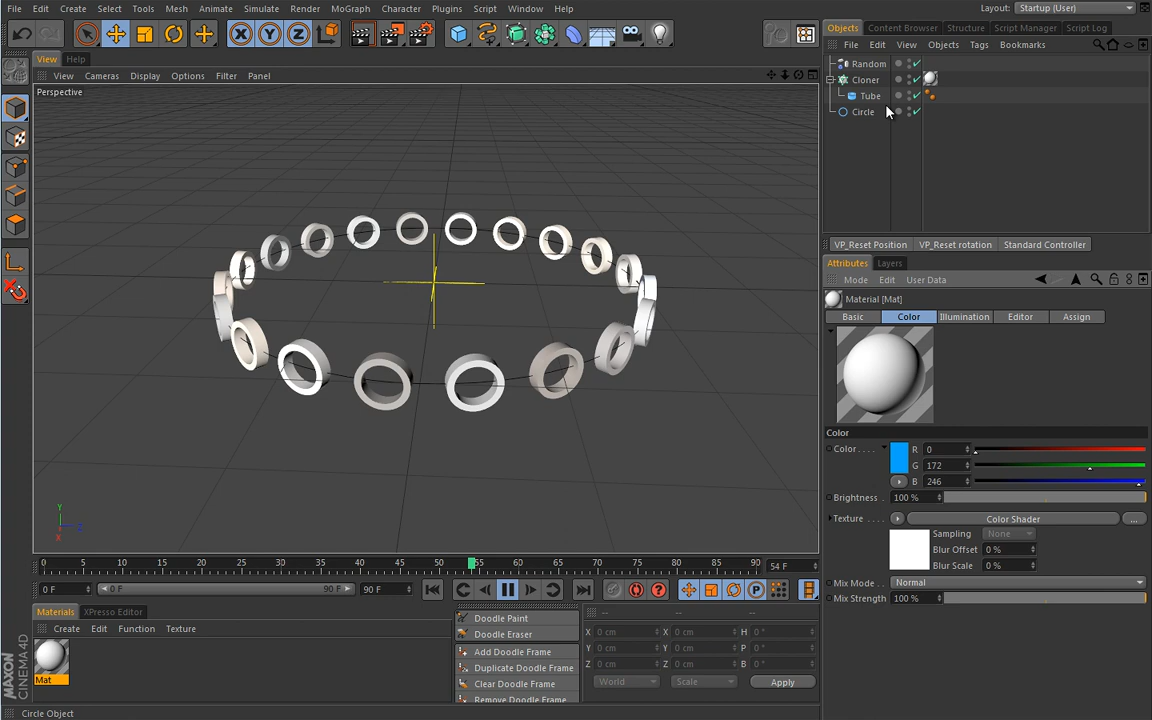 File Edit Create Select Tools Mesh Animate Simulate Render MoGraph Character Plugins Script Window Help Layout: Startup (User)
X Y Z
Objects Content Browser Structure Script Manager Script Log
File Edit View Objects Tags Bookmarks
View Help
View Cameras Display Options Filter Panel
Perspective
Random
Cloner
Tube
Circle
VP_Reset Position VP_Reset rotation Standard Controller
Attributes Layers
Mode Edit User Data
Material [Mat]
Basic Color Illumination Editor Assign
Color
Color . . . . R 0
G 172
B 246
Brightness . 100 %
Texture . . . . Color Shader ...
Sampling None
Blur Offset 0 %
Blur Scale 0 %
Mix Mode . . Normal
Mix Strength 100 %
Y
Z
X
0 5 10 15 20 25 30 35 40 45 50 55 60 65 70 75 80 85 90 54 F
0 F 0 F 90 F 90 F P
Materials XPresso Editor
Create Edit Function Texture
Mat
Doodle Paint
Doodle Eraser
Add Doodle Frame
Duplicate Doodle Frame
Clear Doodle Frame
Remove Doodle Frame
-- -- --
X 0 cm X 0 cm H 0 °
Y 0 cm Y 0 cm P 0 °
Z 0 cm Z 0 cm B 0 °
World Scale Apply
MAXON
CINEMA 4D
Circle Object